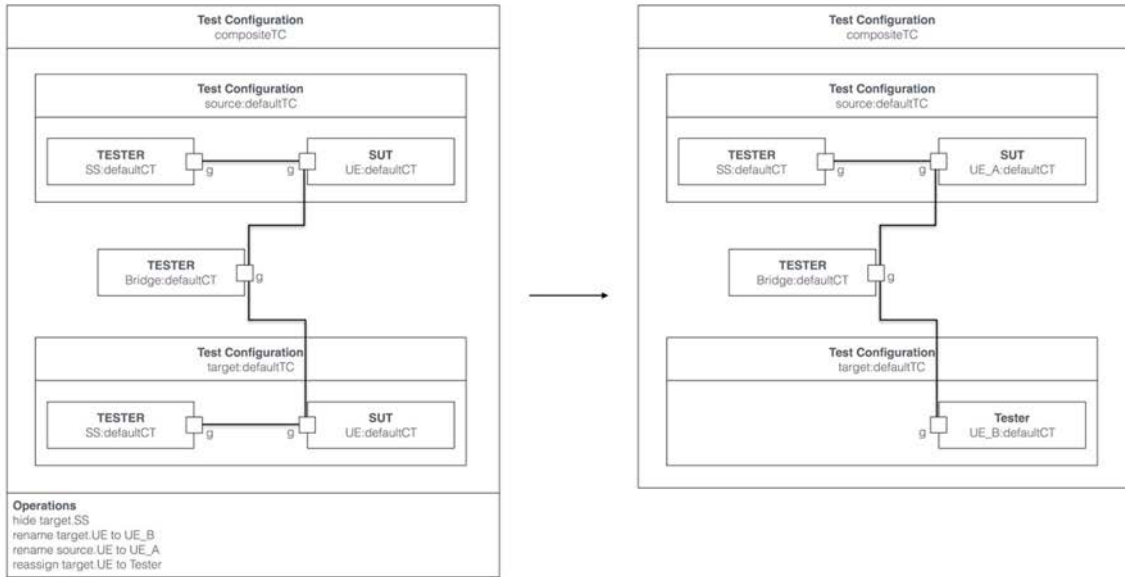 Test Configuration
compositeTC
Test Configuration
source:defaultTC
TESTER
SS:defaultCT
g
g
SUT
UE:defaultCT
TESTER
Bridge:defaultCT
g
Test Configuration
target:defaultTC
TESTER
SS:defaultCT
g
g
SUT
UE:defaultCT
Operations
hide target.SS
rename target.UE to UE_B
rename source.UE to UE_A
reassign target.UE to Tester
Test Configuration
compositeTC
Test Configuration
source:defaultTC
TESTER
SS:defaultCT
g
g
SUT
UE_A:defaultCT
TESTER
Bridge:defaultCT
g
Test Configuration
target:defaultTC
g
Tester
UE_B:defaultCT